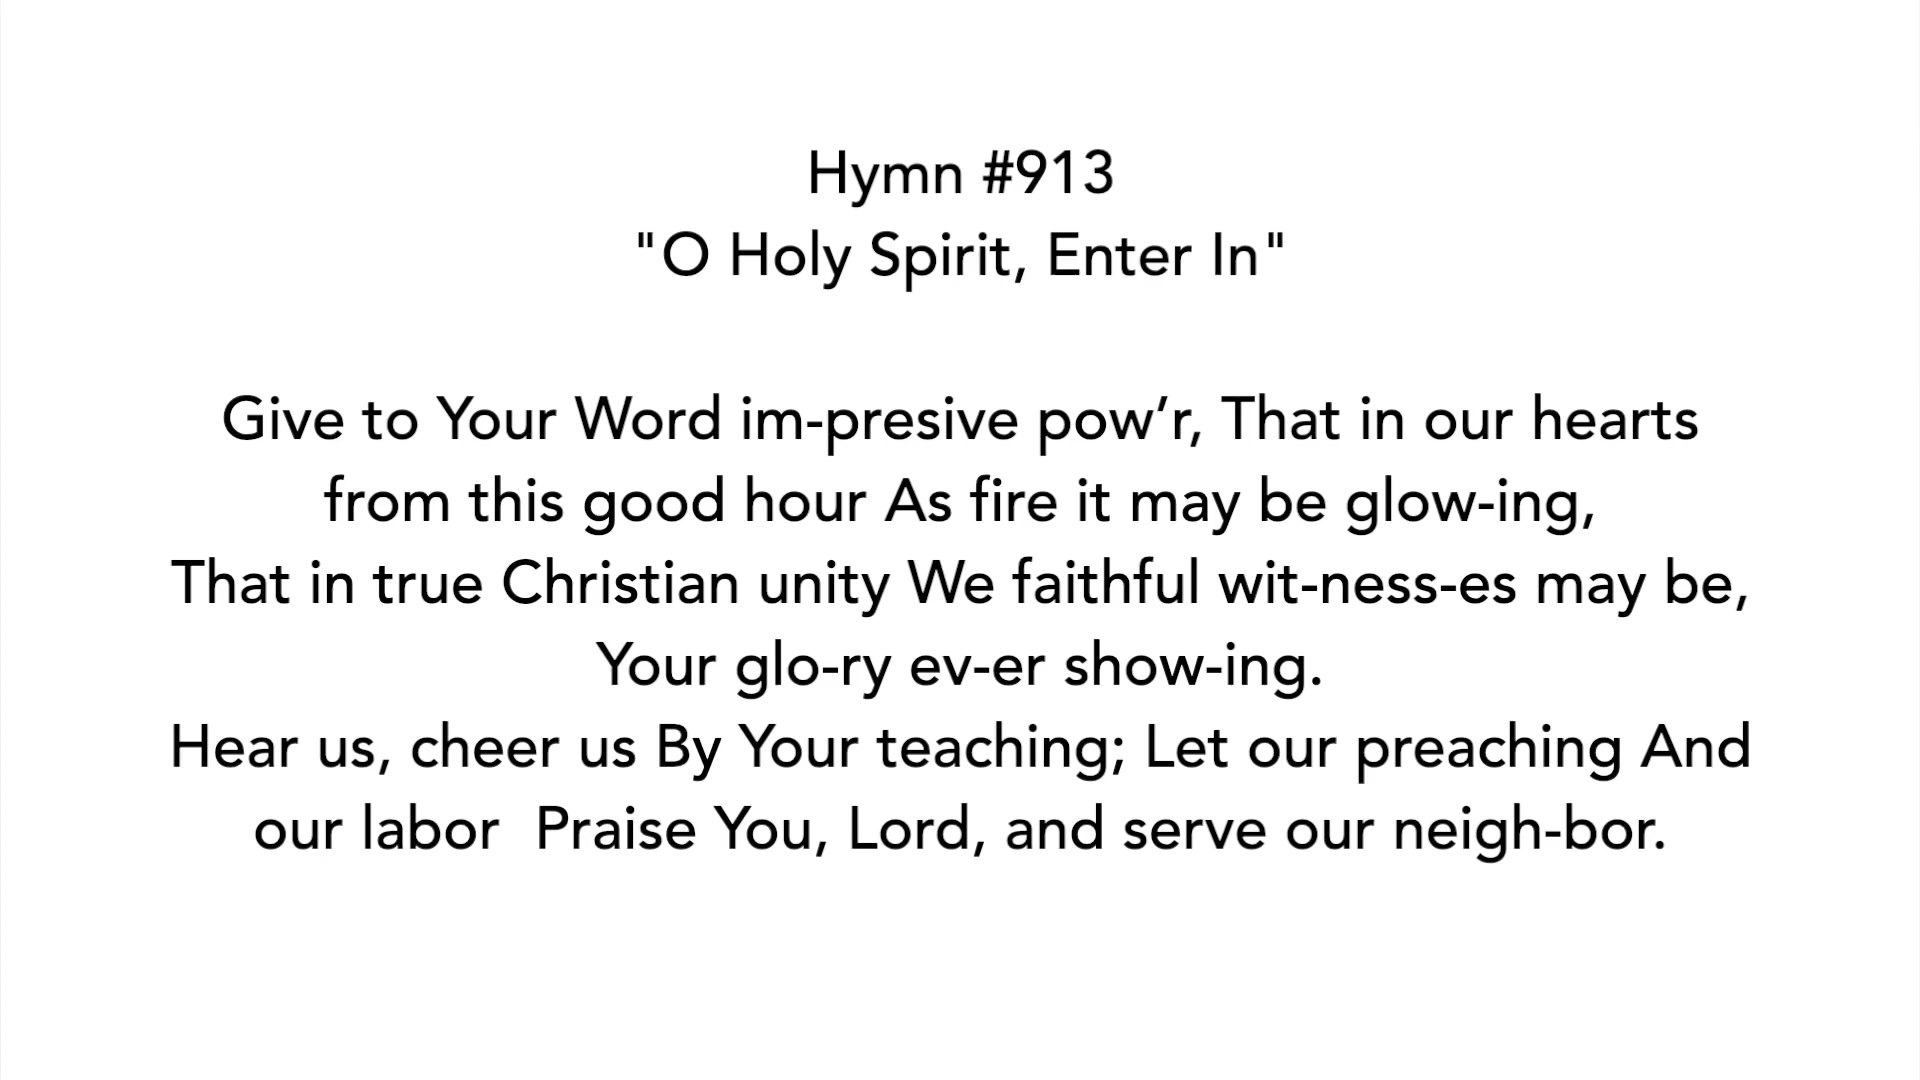 Hymn #913
"O Holy Spirit, Enter In"
Give to Your Word im-presive pow’r, That in our hearts
from this good hour As fire it may be glow-ing,
That in true Christian unity We faithful wit-ness-es may be,
Your glo-ry ev-er show-ing.
Hear us, cheer us By Your teaching; Let our preaching And
our labor  Praise You, Lord, and serve our neigh-bor.